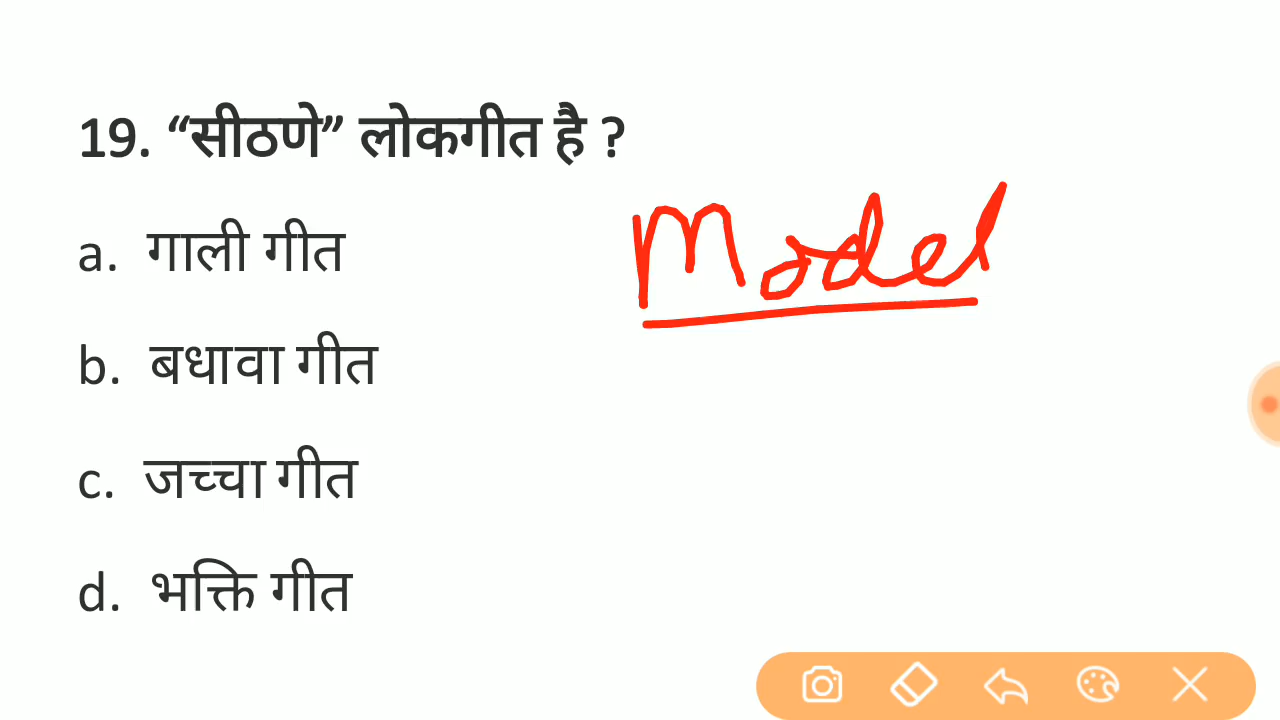 19. “सीठणे” लोकगीत है ?
a. गाली गीत
Model
b. बधावा गीत
c. जच्चा गीत
d. भक्ति गीत